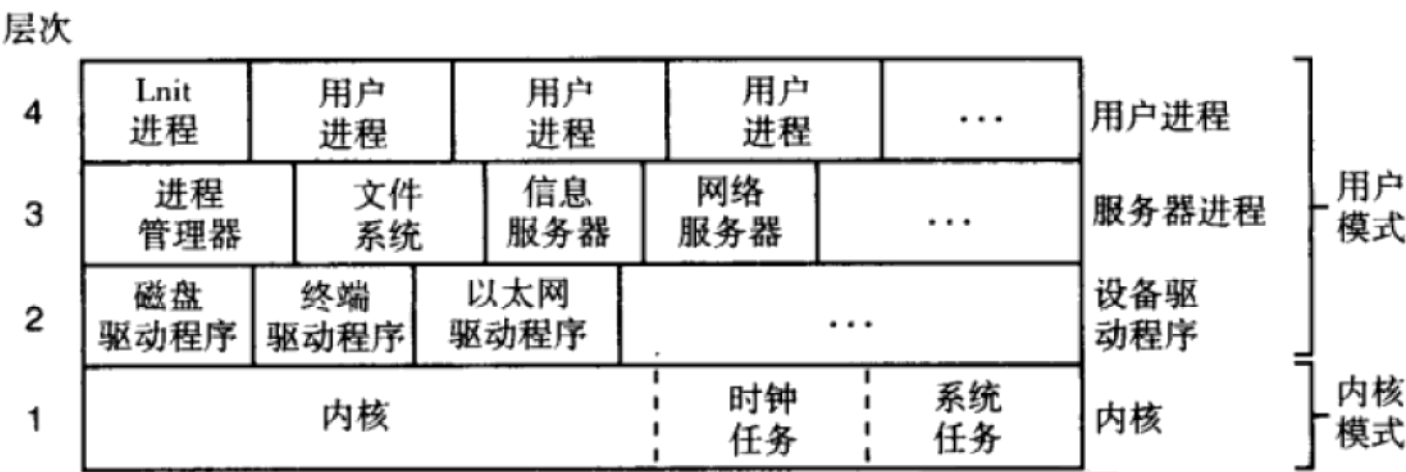 层次
4
Lnit
进程
用户
进程
用户
进程
用户
进程
...
用户进程
3
进程
管理器
文件
系统
信息
服务器
网络
服务器
...
服务器进程
2
磁盘
驱动程序
终端
驱动程序
以太网
驱动程序
...
设备驱
动程序
用户
模式
1
内核
时钟
任务
系统
任务
内核
内核
模式